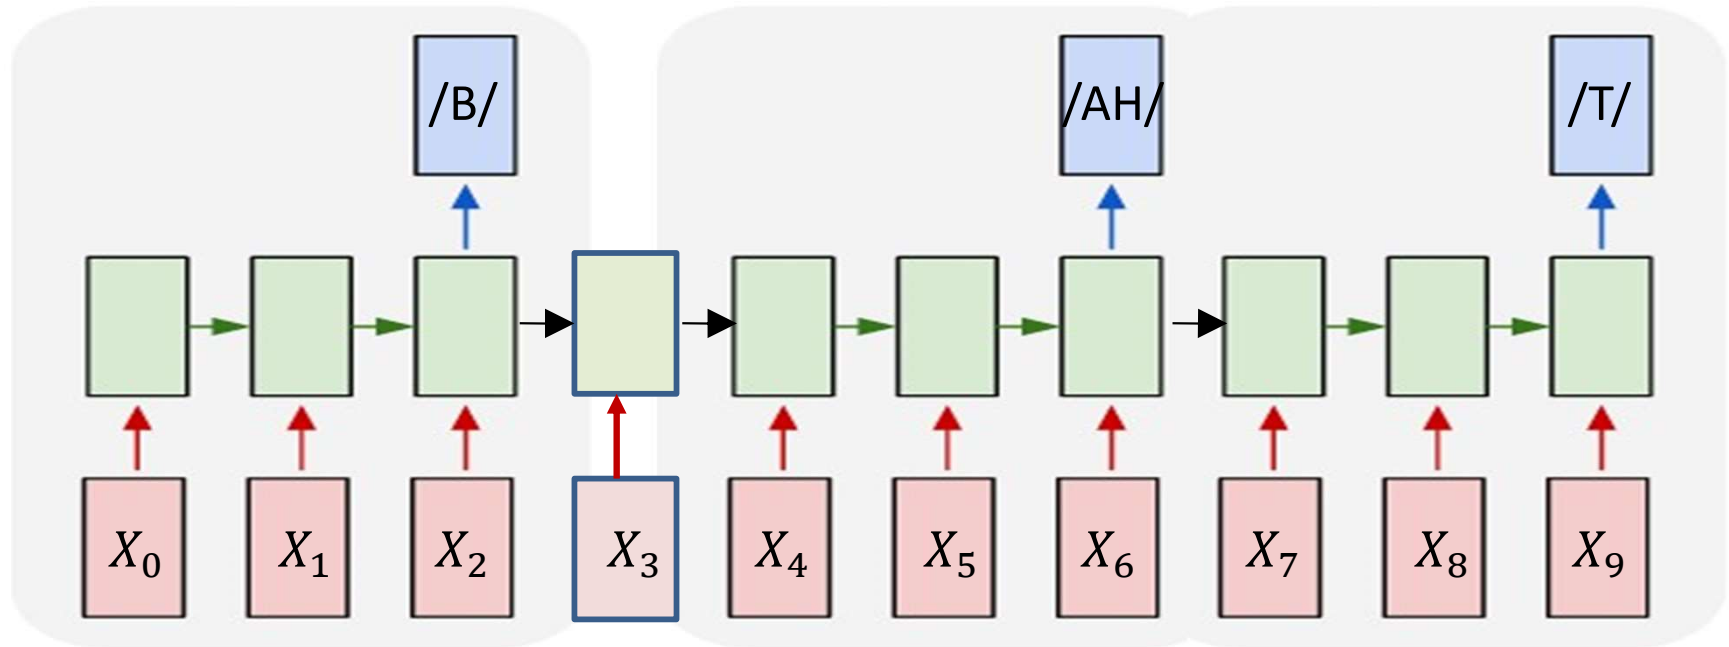 /B/ /AH/ /T/
X₀ X₁ X₂ X₃ X₄ X₅ X₆ X₇ X₈ X₉